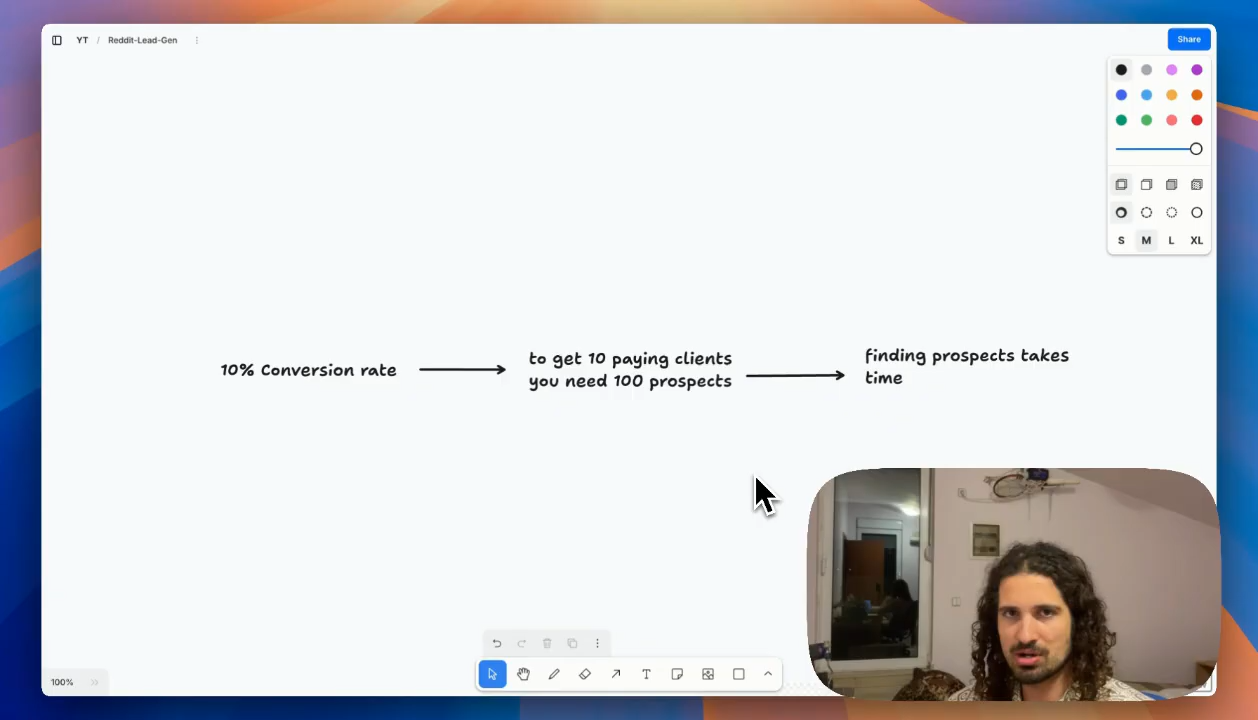 YT / Reddit-Lead-Gen
Share
S M L XL
10% Conversion rate
to get 10 paying clients
you need 100 prospects
finding prospects takes
time
100%
T